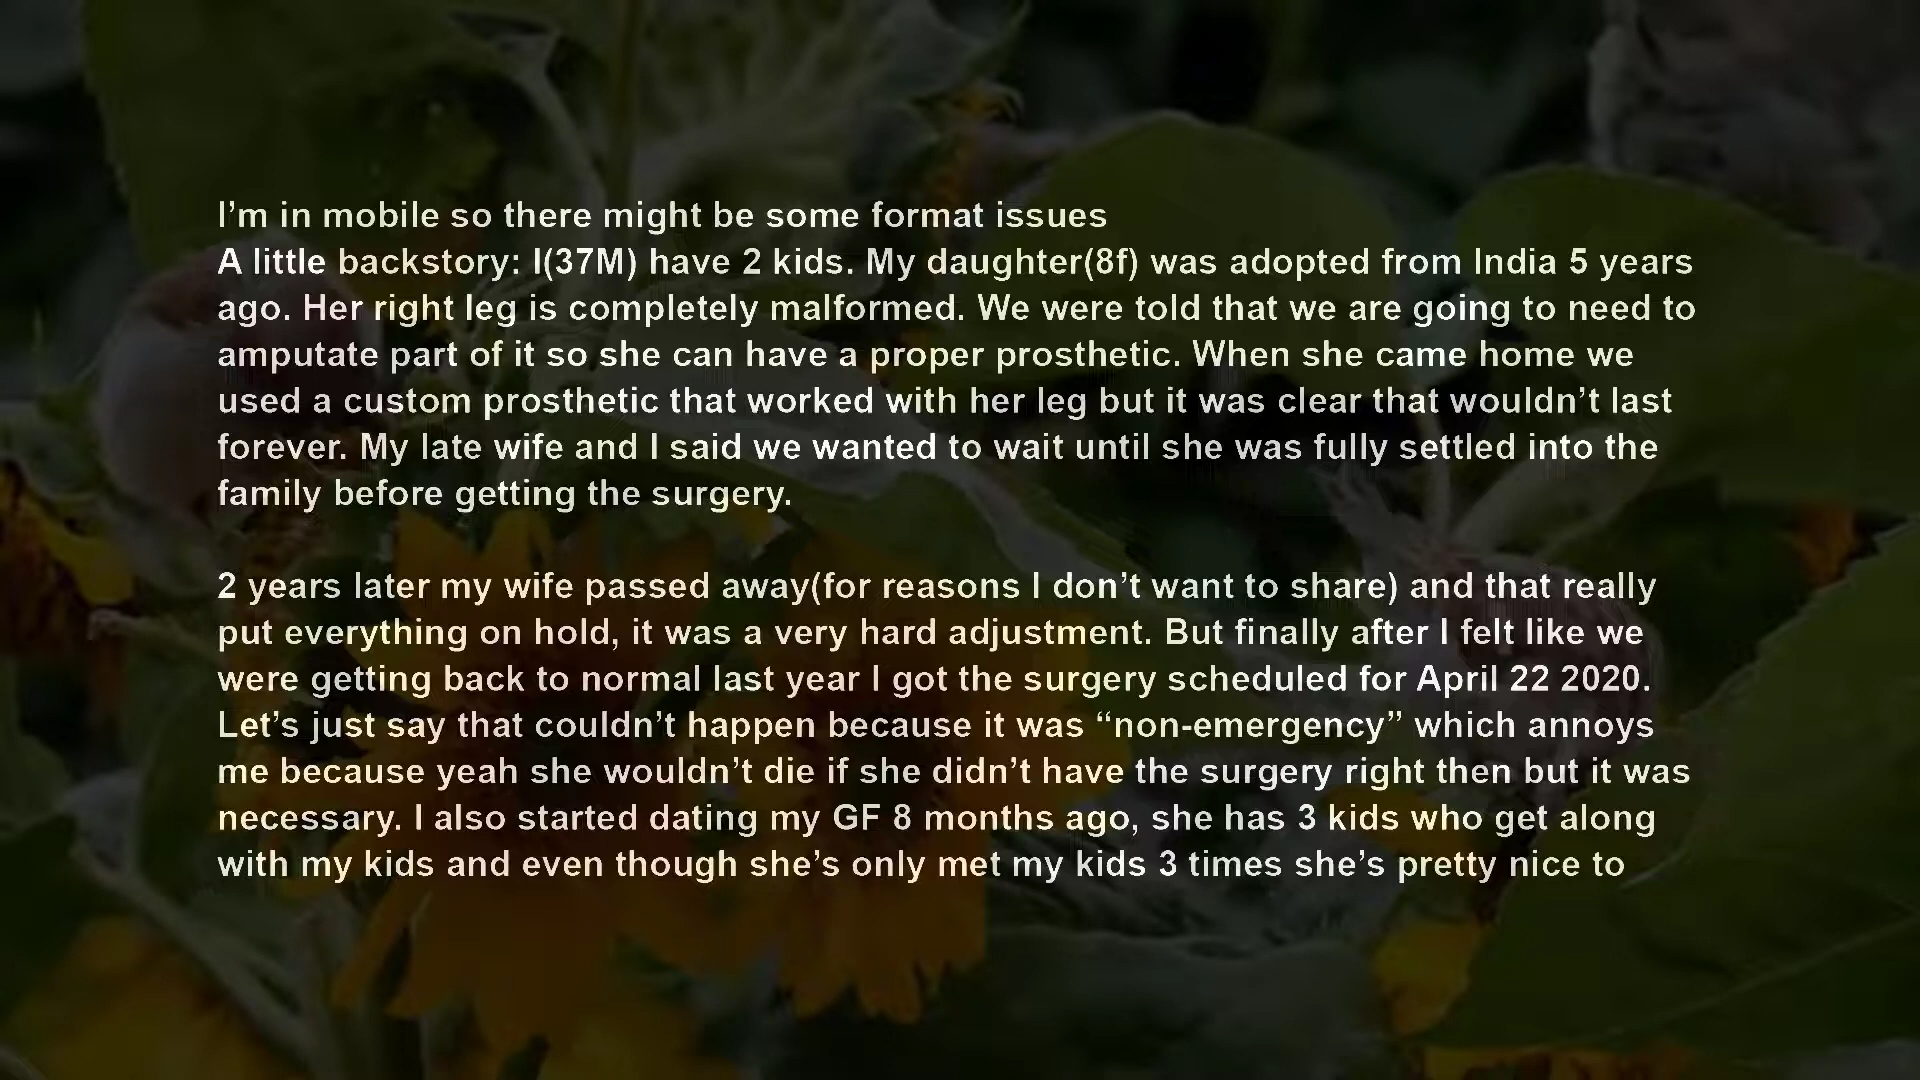 I’m in mobile so there might be some format issues
A little backstory: I(37M) have 2 kids. My daughter(8f) was adopted from India 5 years
ago. Her right leg is completely malformed. We were told that we are going to need to
amputate part of it so she can have a proper prosthetic. When she came home we
used a custom prosthetic that worked with her leg but it was clear that wouldn’t last
forever. My late wife and I said we wanted to wait until she was fully settled into the
family before getting the surgery.
2 years later my wife passed away(for reasons I don’t want to share) and that really
put everything on hold, it was a very hard adjustment. But finally after I felt like we
were getting back to normal last year I got the surgery scheduled for April 22 2020.
Let’s just say that couldn’t happen because it was “non-emergency” which annoys
me because yeah she wouldn’t die if she didn’t have the surgery right then but it was
necessary. I also started dating my GF 8 months ago, she has 3 kids who get along
with my kids and even though she’s only met my kids 3 times she’s pretty nice to